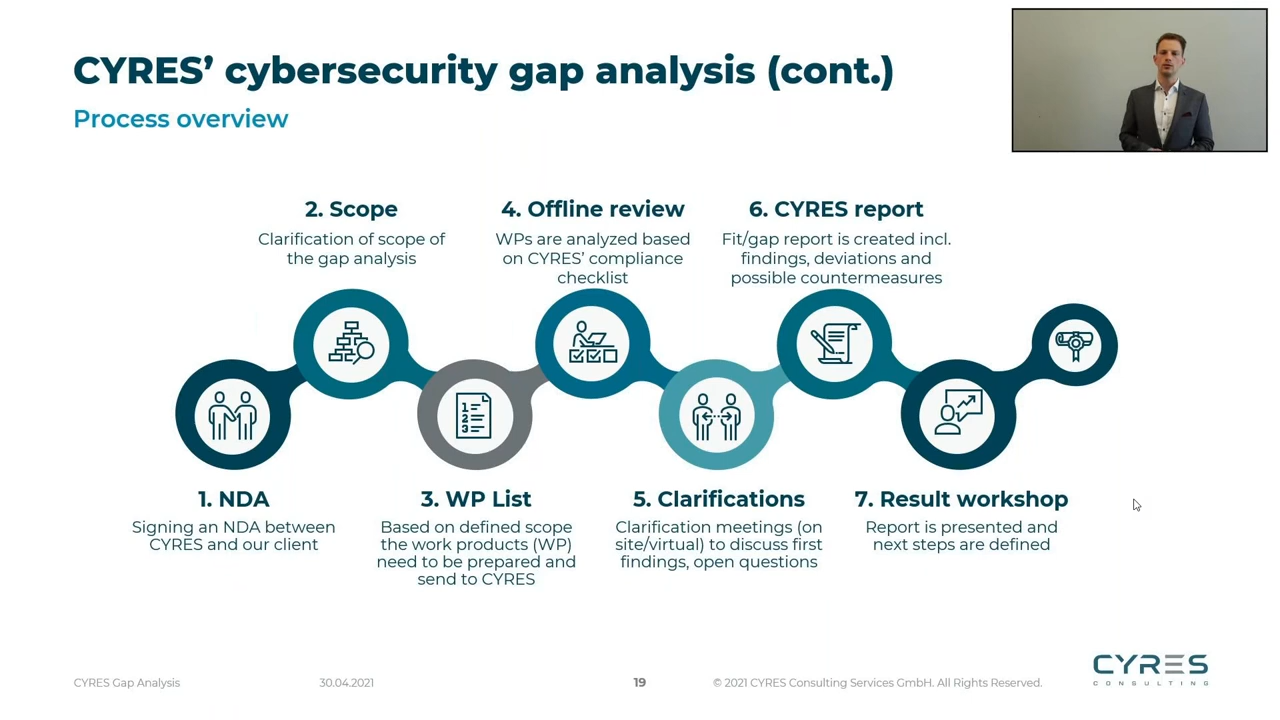 CYRES’ cybersecurity gap analysis (cont.)
Process overview
2. Scope
Clarification of scope of
the gap analysis
4. Offline review
WPs are analyzed based
on CYRES’ compliance
checklist
6. CYRES report
Fit/gap report is created incl.
findings, deviations and
possible countermeasures
1
2
3
1. NDA
Signing an NDA between
CYRES and our client
3. WP List
Based on defined scope
the work products (WP)
need to be prepared and
send to CYRES
5. Clarifications
Clarification meetings (on
site/virtual) to discuss first
findings, open questions
7. Result workshop
Report is presented and
next steps are defined
CYRES
CONSULTING
CYRES Gap Analysis
30.04.2021
19
© 2021 CYRES Consulting Services GmbH. All Rights Reserved.